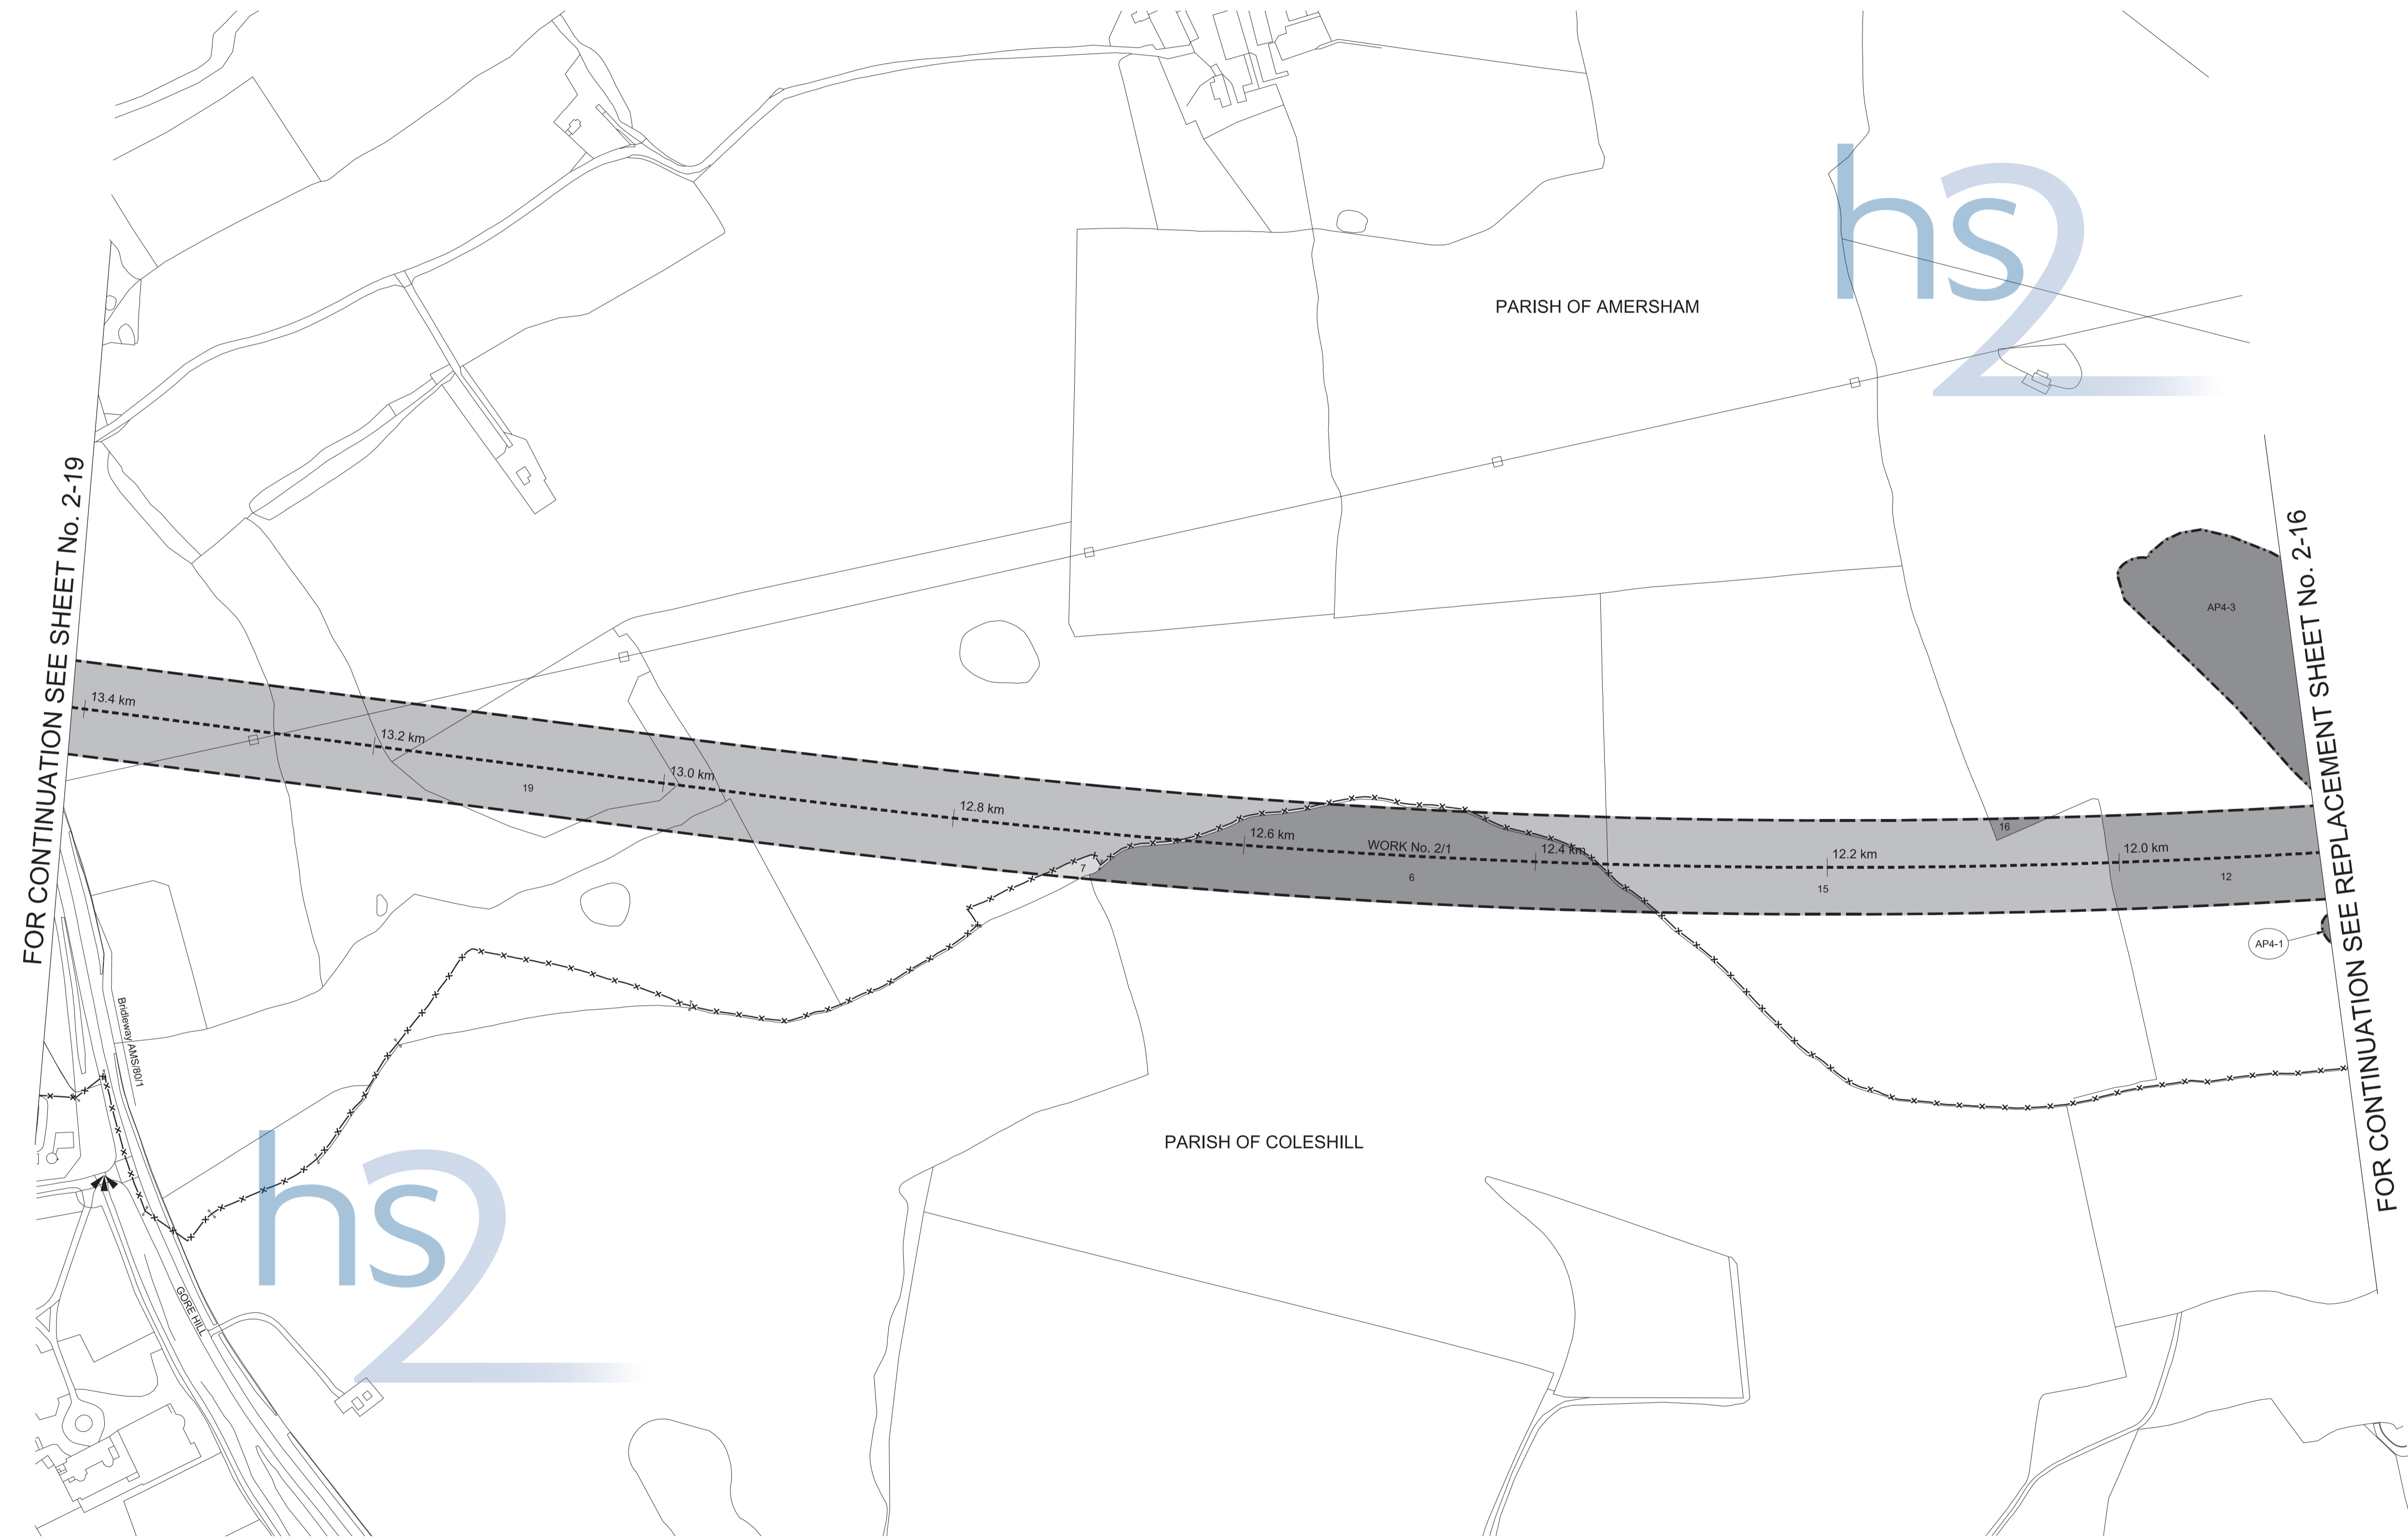 hs2
PARISH OF AMERSHAM
FOR CONTINUATION SEE SHEET No. 2-19
FOR CONTINUATION SEE REPLACEMENT SHEET No. 2-16
AP4-3
13.4 km
13.2 km
13.0 km
12.8 km
12.6 km
12.4 km
12.2 km
12.0 km
WORK No. 2/1
19
7
6
15
16
12
AP4-1
Bridleway AMS/80/1
PARISH OF COLESHILL
hs2
GORE HILL